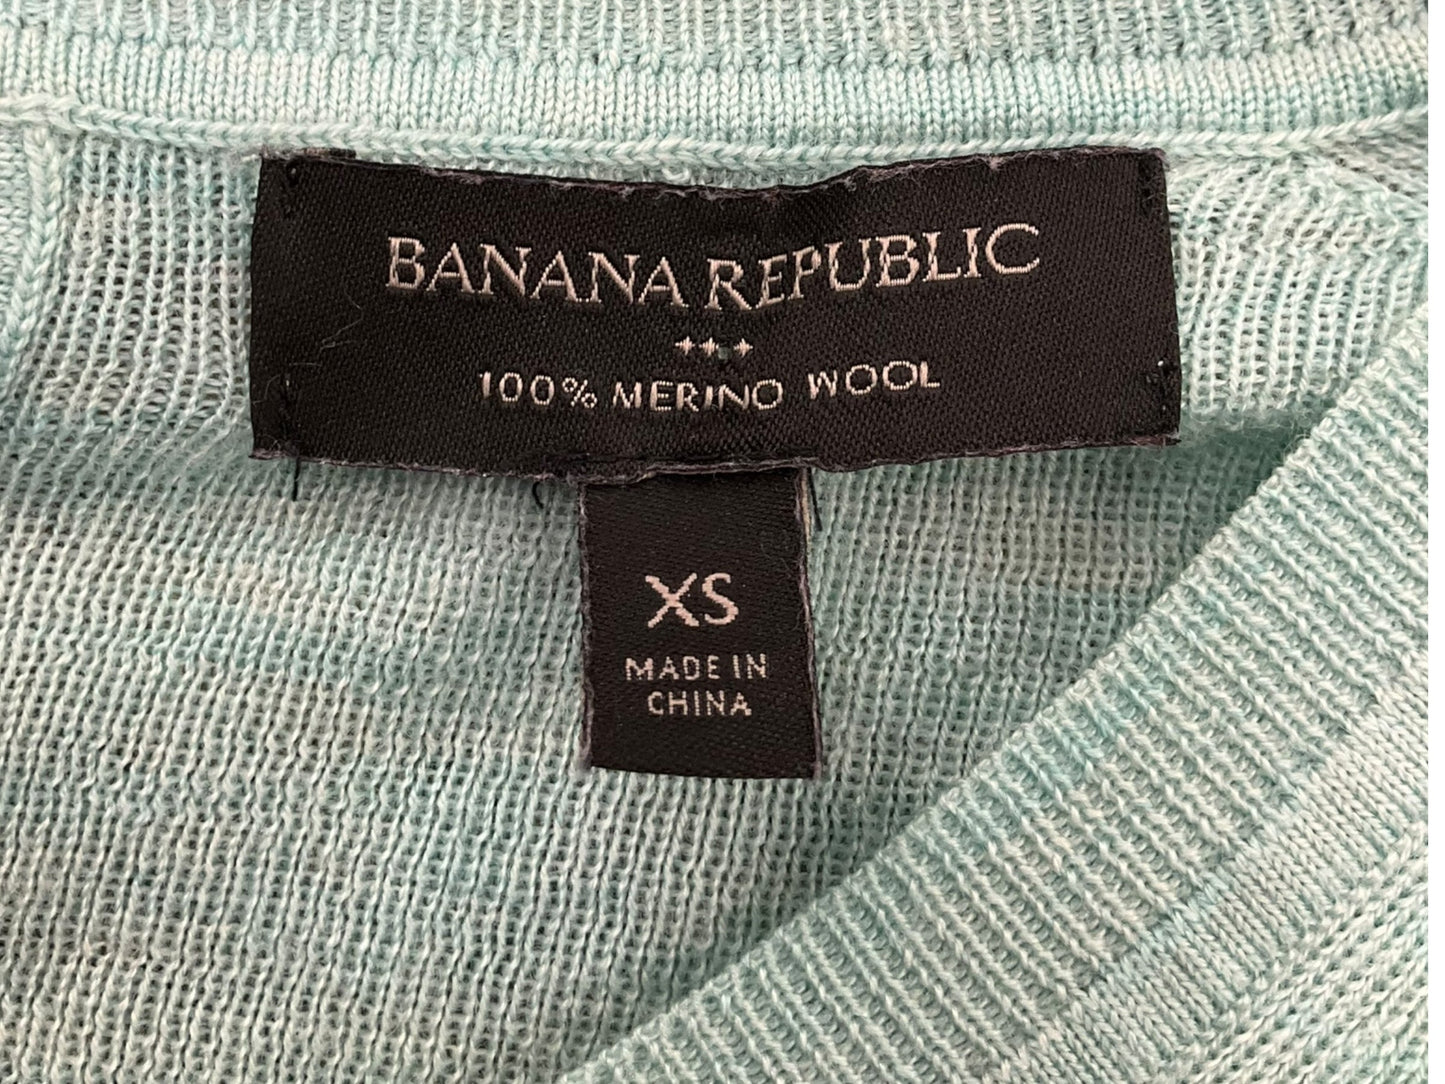 BANANA REPUBLIC
100% MERINO WOOL
XS
MADE IN
CHINA